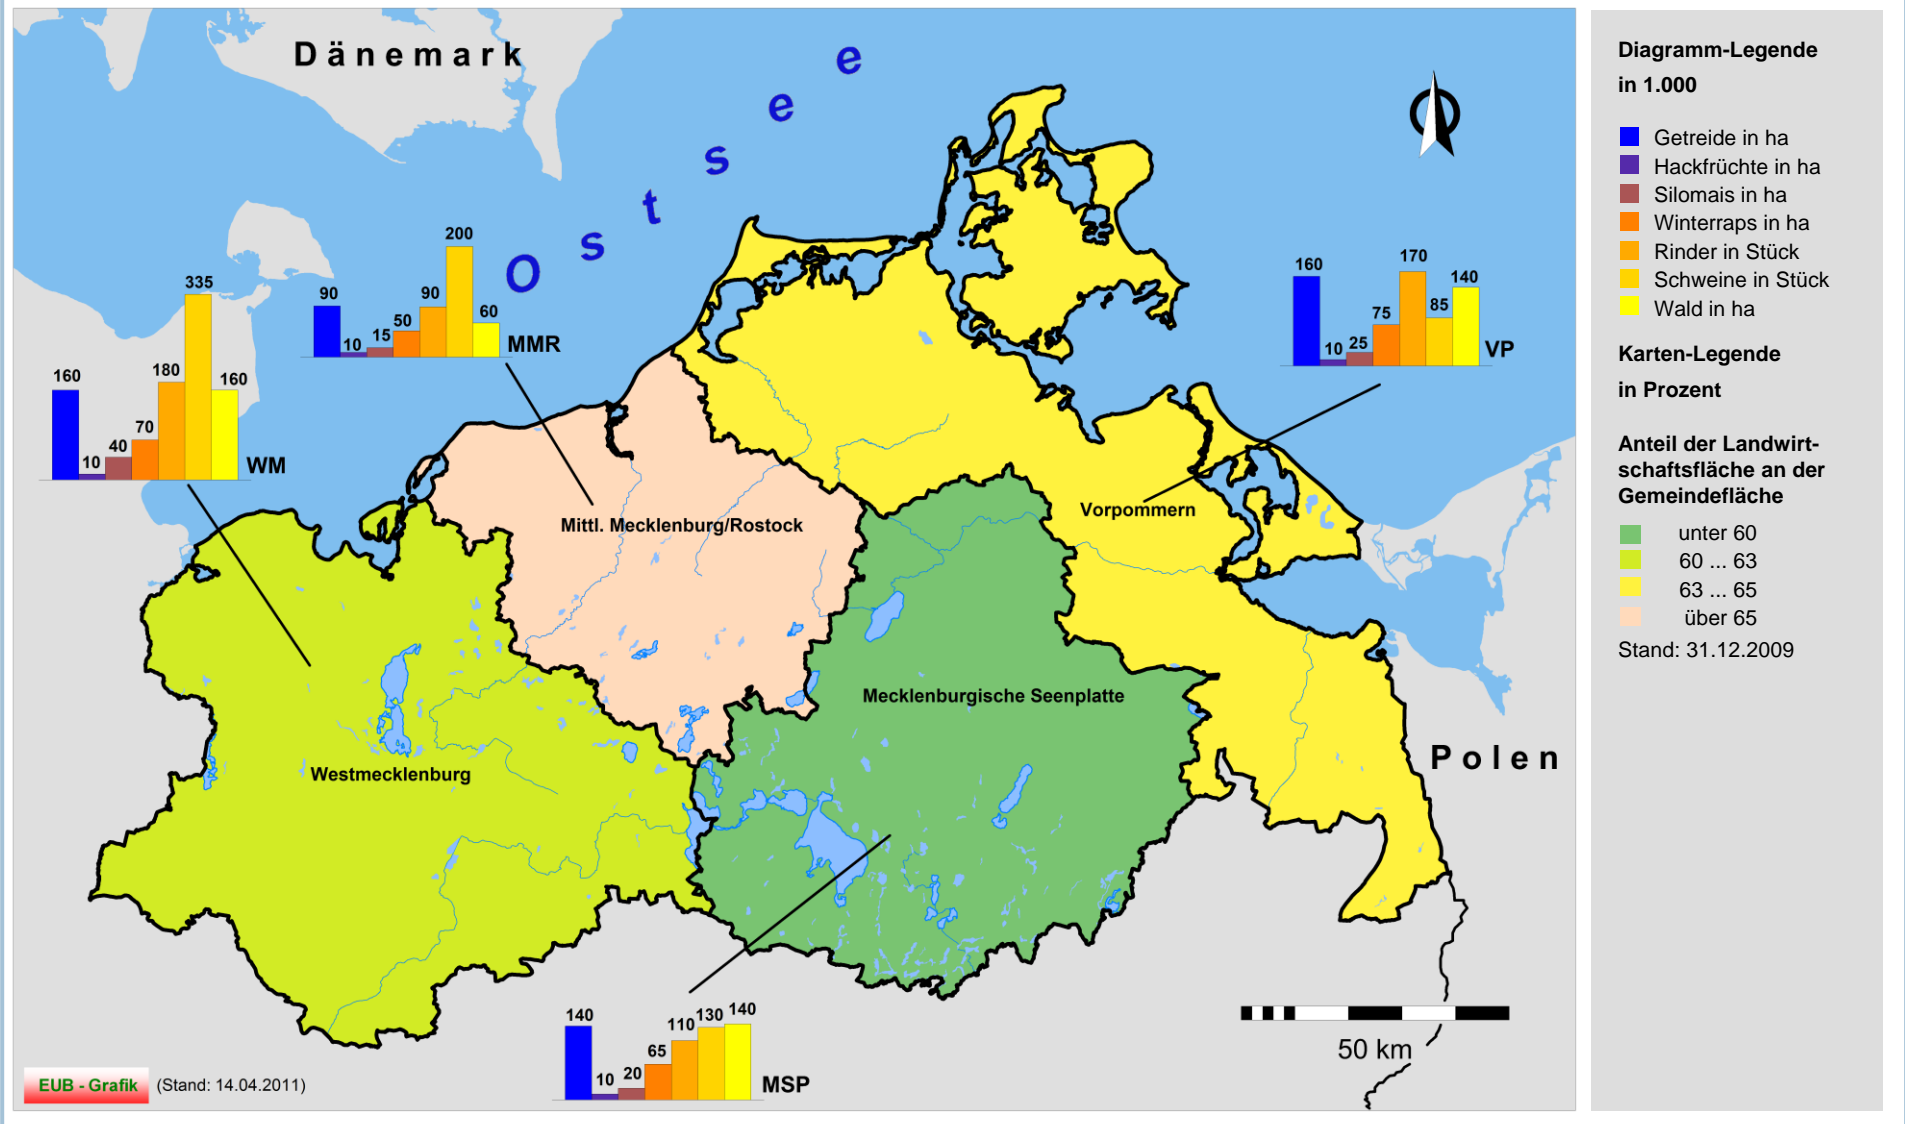 Dänemark
O s t s e e
200
90
10
15
50
90
60
MMR
335
160
10
40
70
180
160
WM
160
10
25
75
170
85
140
VP
Mittl. Mecklenburg/Rostock
Vorpommern
Mecklenburgische Seenplatte
Westmecklenburg
Polen
140
10
20
65
110
130
140
MSP
50 km
EUB - Grafik (Stand: 14.04.2011)
Diagramm-Legende
in 1.000
Getreide in ha
Hackfrüchte in ha
Silomais in ha
Winterraps in ha
Rinder in Stück
Schweine in Stück
Wald in ha
Karten-Legende
in Prozent
Anteil der Landwirt-
schaftsfläche an der
Gemeindefläche
unter 60
60 ... 63
63 ... 65
über 65
Stand: 31.12.2009